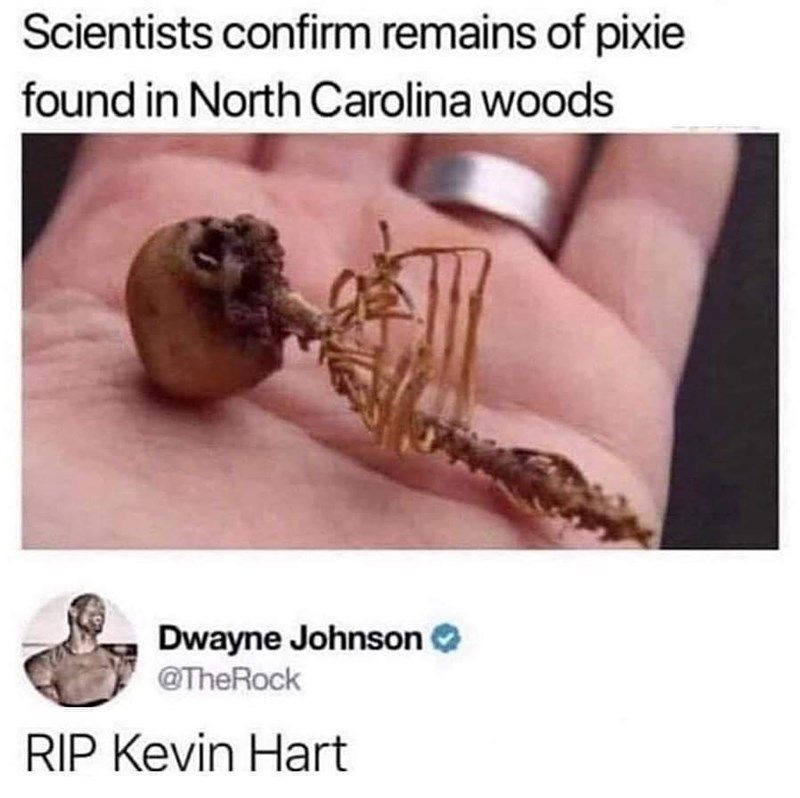 Scientists confirm remains of pixie
found in North Carolina woods
Dwayne Johnson
@TheRock
RIP Kevin Hart